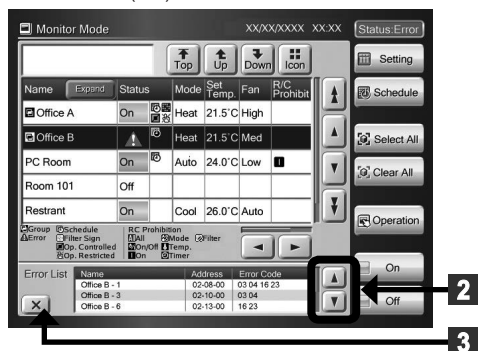 Monitor Mode XX/XX/XXXX XX:XX Status:Error
Top Up Down Icon Setting
Name Expand Status Mode Set Temp. Fan R/C Prohibit Schedule
Office A On Heat 21.5°C High
Office B Heat 21.5°C Med Select All
PC Room On Auto 24.0°C Low
Clear All
Room 101 Off
Restrant On Cool 26.0°C Auto Operation
Group Schedule RC Prohibition
Error Filter Sign All Mode Filter
Op. Controlled On/Off Temp.
Op. Restricted On Timer
Error List Name Address Error Code On
Office B - 1 02-08-00 03 04 16 23
Office B - 3 02-10-00 03 04
Office B - 6 02-13-00 16 23 Off
2
3